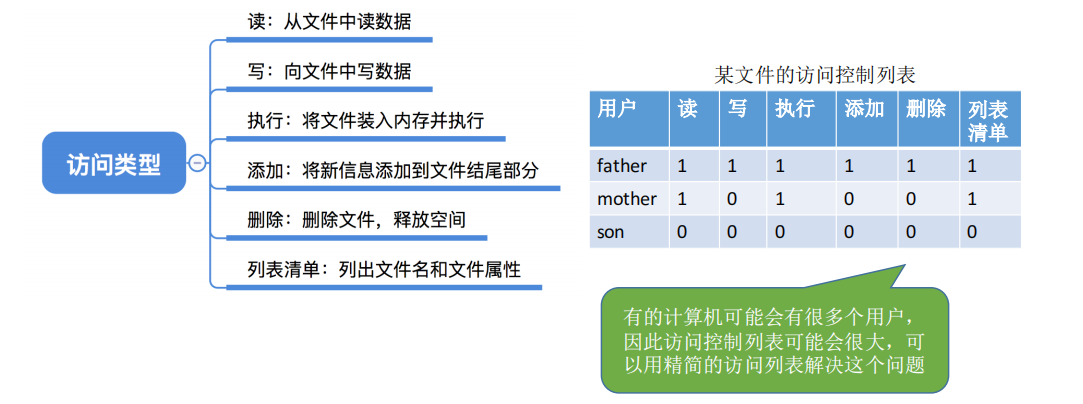 访问类型
读：从文件中读数据
写：向文件中写数据
执行：将文件装入内存并执行
添加：将新信息添加到文件结尾部分
删除：删除文件，释放空间
列表清单：列出文件名和文件属性
某文件的访问控制列表
用户 读 写 执行 添加 删除 列表
清单
father 1 1 1 1 1 1
mother 1 0 1 0 0 1
son 0 0 0 0 0 0
有的计算机可能会有很多个用户，
因此访问控制列表可能会很大，可
以用精简的访问列表解决这个问题